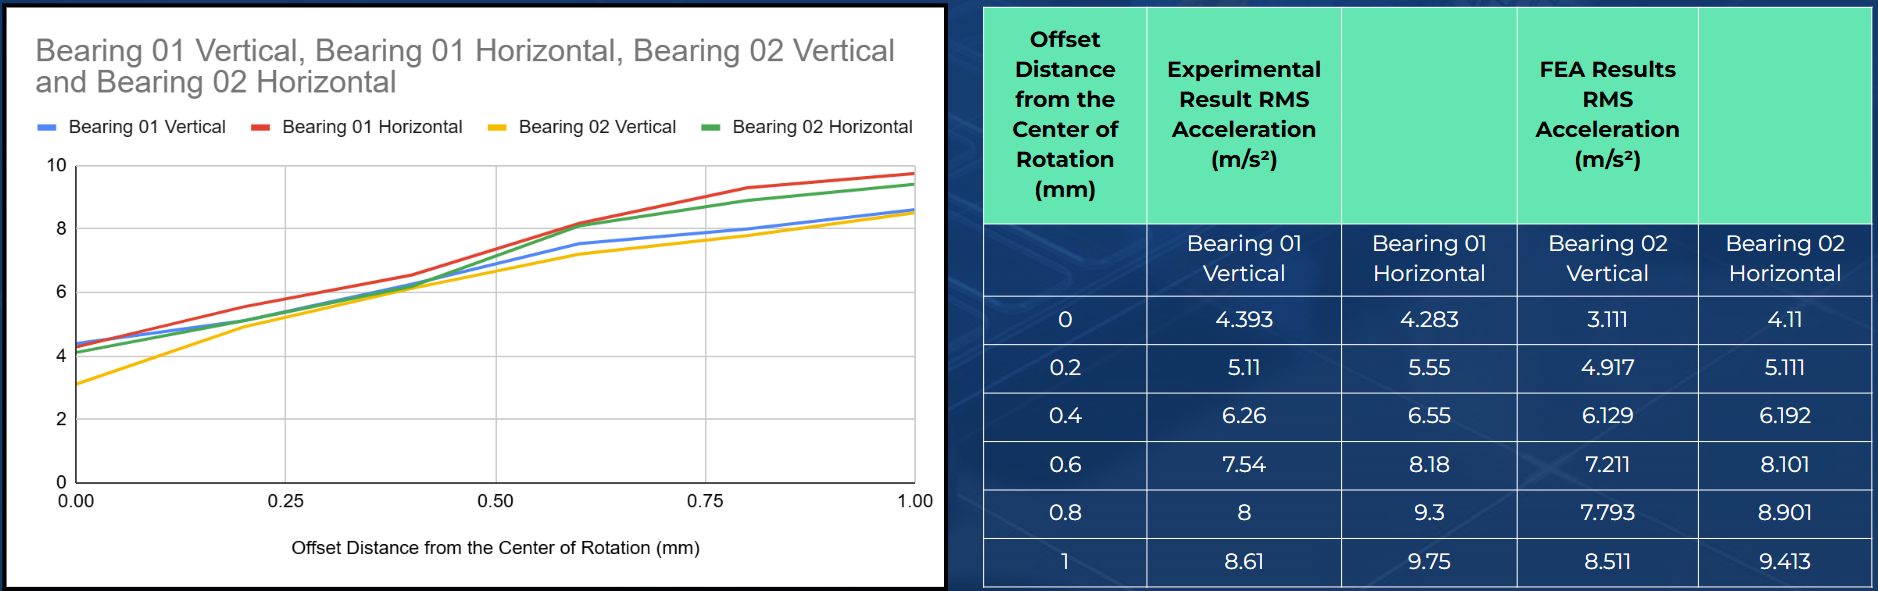 Bearing 01 Vertical, Bearing 01 Horizontal, Bearing 02 Vertical
and Bearing 02 Horizontal
Bearing 01 Vertical Bearing 01 Horizontal Bearing 02 Vertical Bearing 02 Horizontal
10
8
6
4
2
0
0.00 0.25 0.50 0.75 1.00
Offset Distance from the Center of Rotation (mm)
Offset
Distance
from the
Center of
Rotation
(mm)
Experimental
Result RMS
Acceleration
(m/s²)
FEA Results
RMS
Acceleration
(m/s²)
Bearing 01
Vertical
Bearing 01
Horizontal
Bearing 02
Vertical
Bearing 02
Horizontal
0 4.393 4.283 3.111 4.11
0.2 5.11 5.55 4.917 5.111
0.4 6.26 6.55 6.129 6.192
0.6 7.54 8.18 7.211 8.101
0.8 8 9.3 7.793 8.901
1 8.61 9.75 8.511 9.413